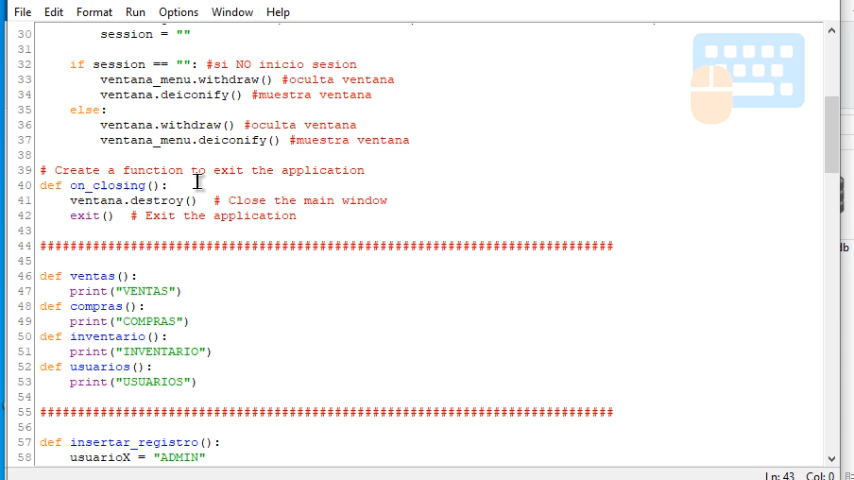 File Edit Format Run Options Window Help
30         session = ""
31
32     if session == "": #si NO inicio sesion
33         ventana_menu.withdraw() #oculta ventana
34         ventana.deiconify() #muestra ventana
35     else:
36         ventana.withdraw() #oculta ventana
37         ventana_menu.deiconify() #muestra ventana
38
39 # Create a function to exit the application
40 def on_closing():
41     ventana.destroy()  # Close the main window
42     exit()  # Exit the application
43
44 ############################################################################
45
46 def ventas():
47     print("VENTAS")
48 def compras():
49     print("COMPRAS")
50 def inventario():
51     print("INVENTARIO")
52 def usuarios():
53     print("USUARIOS")
54
55 ############################################################################
56
57 def insertar_registro():
58     usuarioX = "ADMIN"
Ln: 43 Col: 0
db